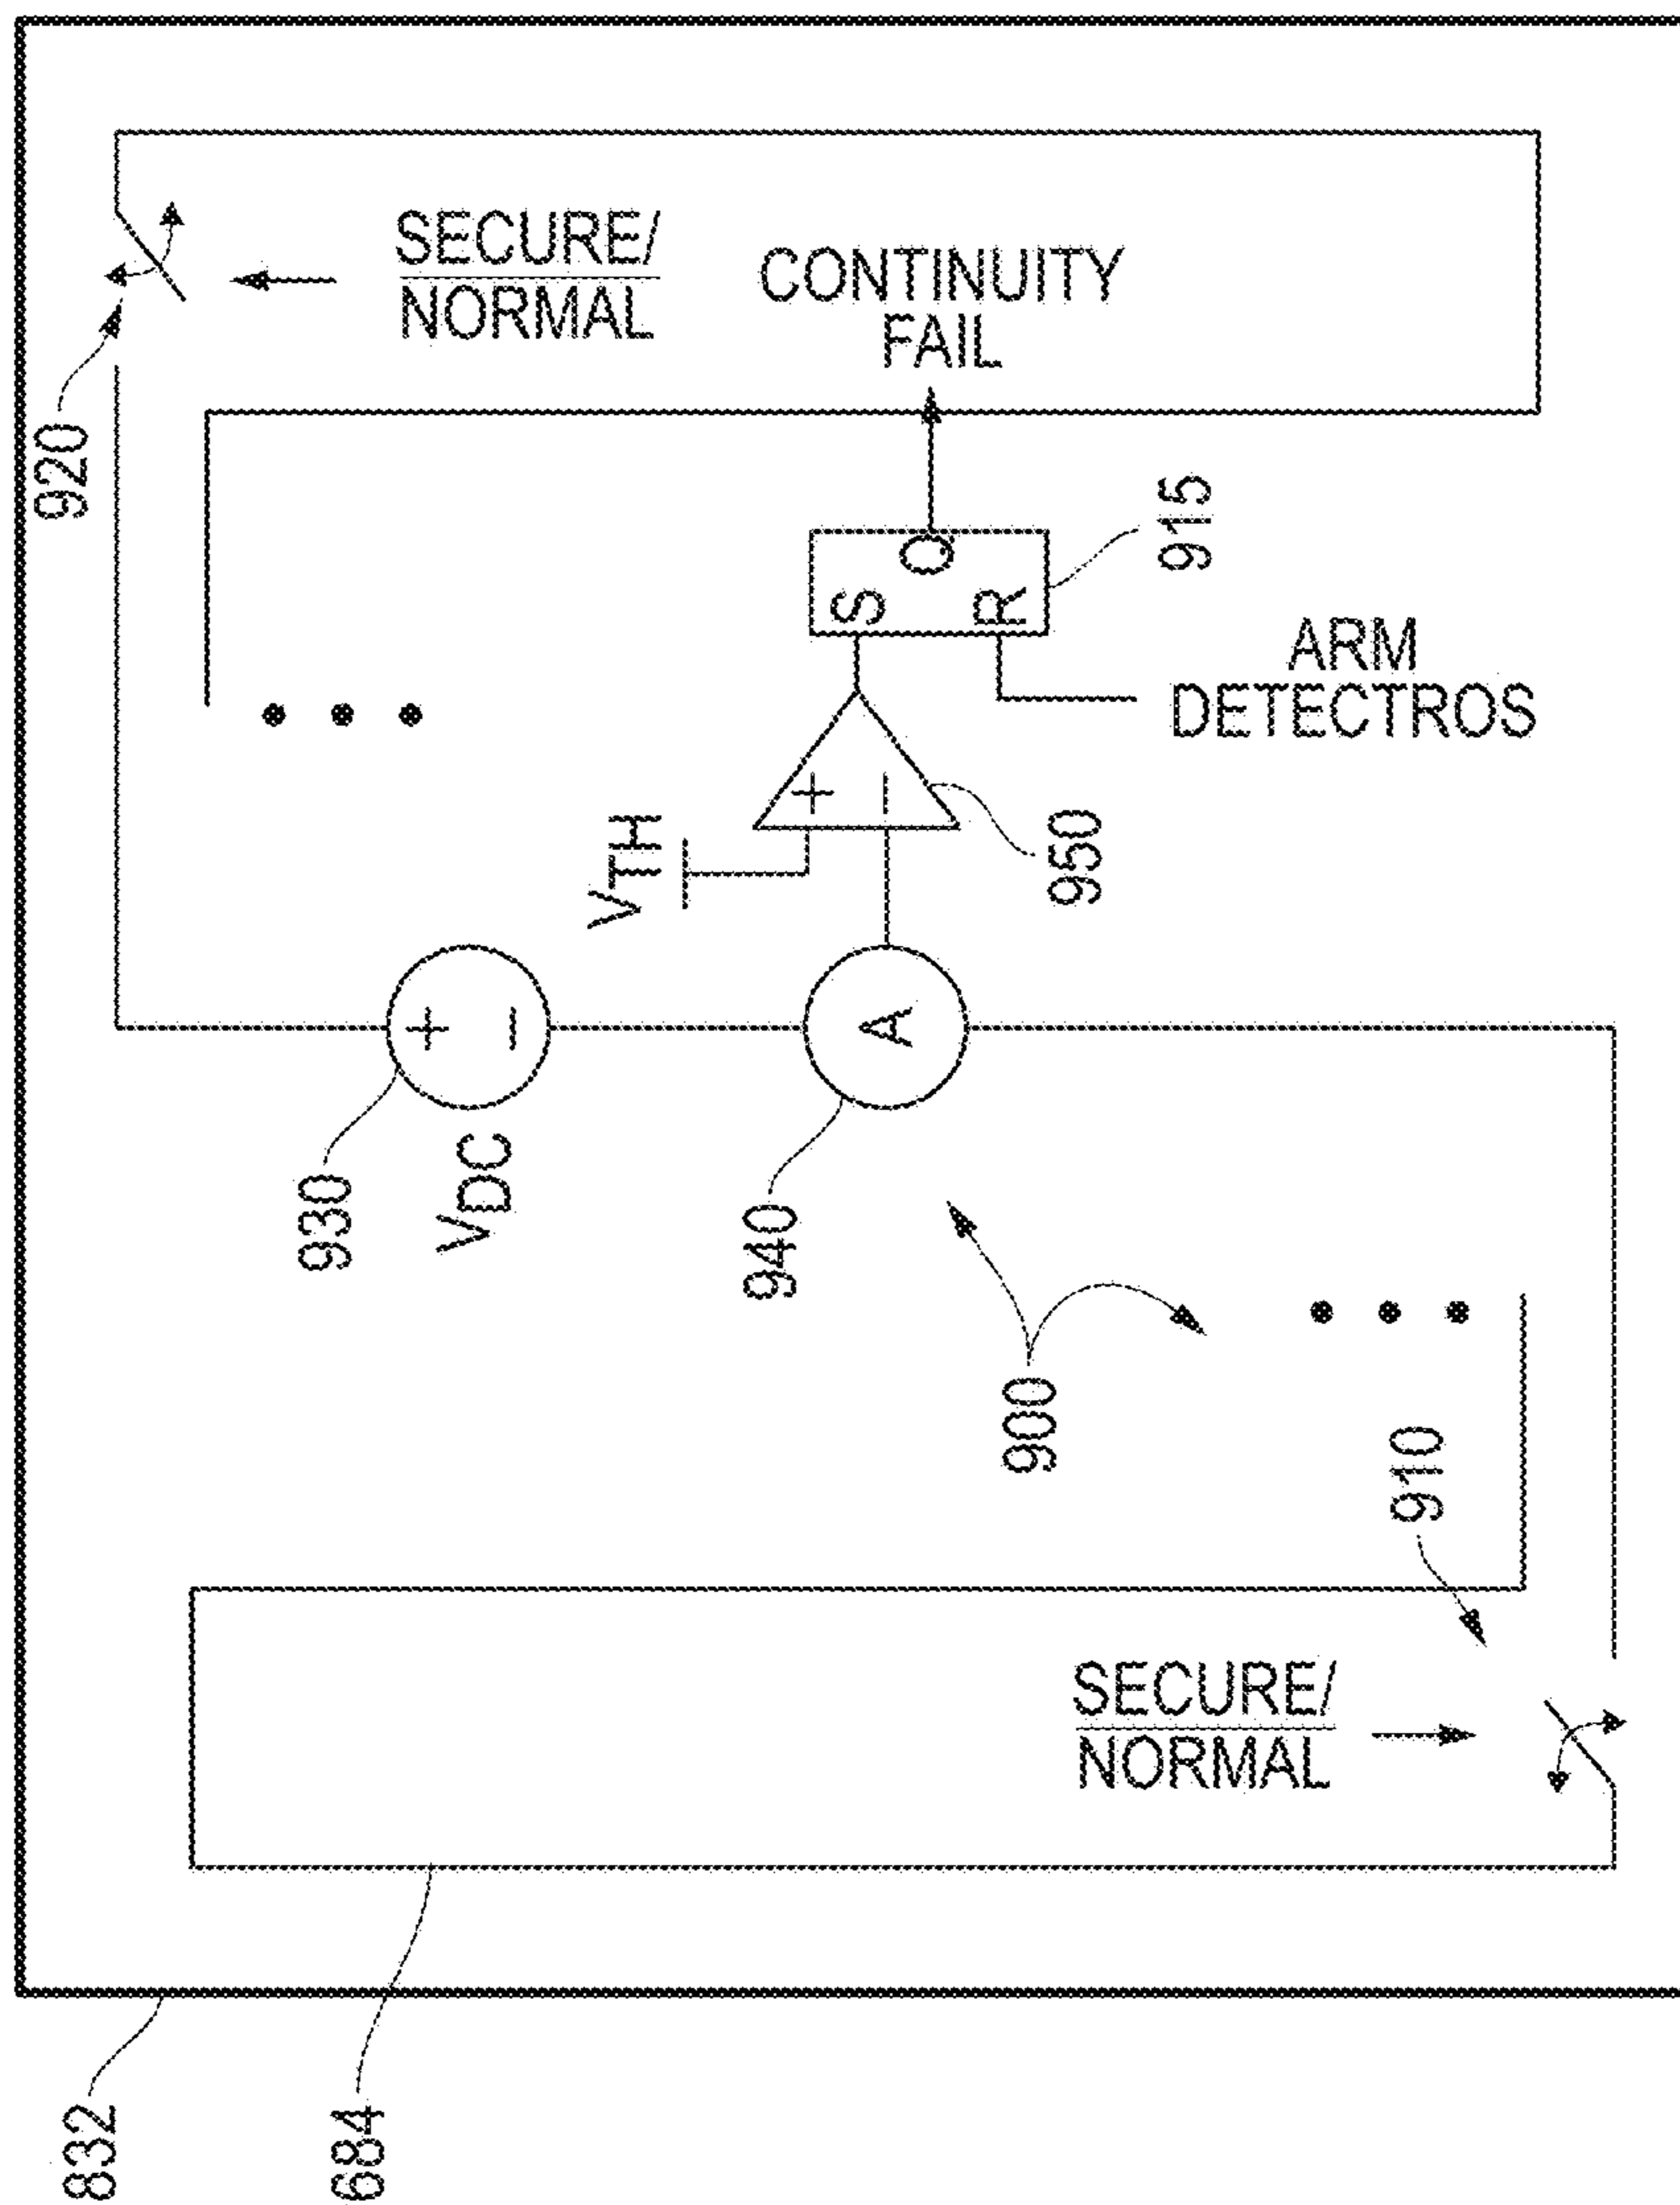 920
SECURE/
NORMAL
CONTINUITY
FAIL
S
Q
R
915
ARM
DETECTROS
VTH
+
−
950
+
−
930
VDC
A
940
900
910
SECURE/
NORMAL
832
684